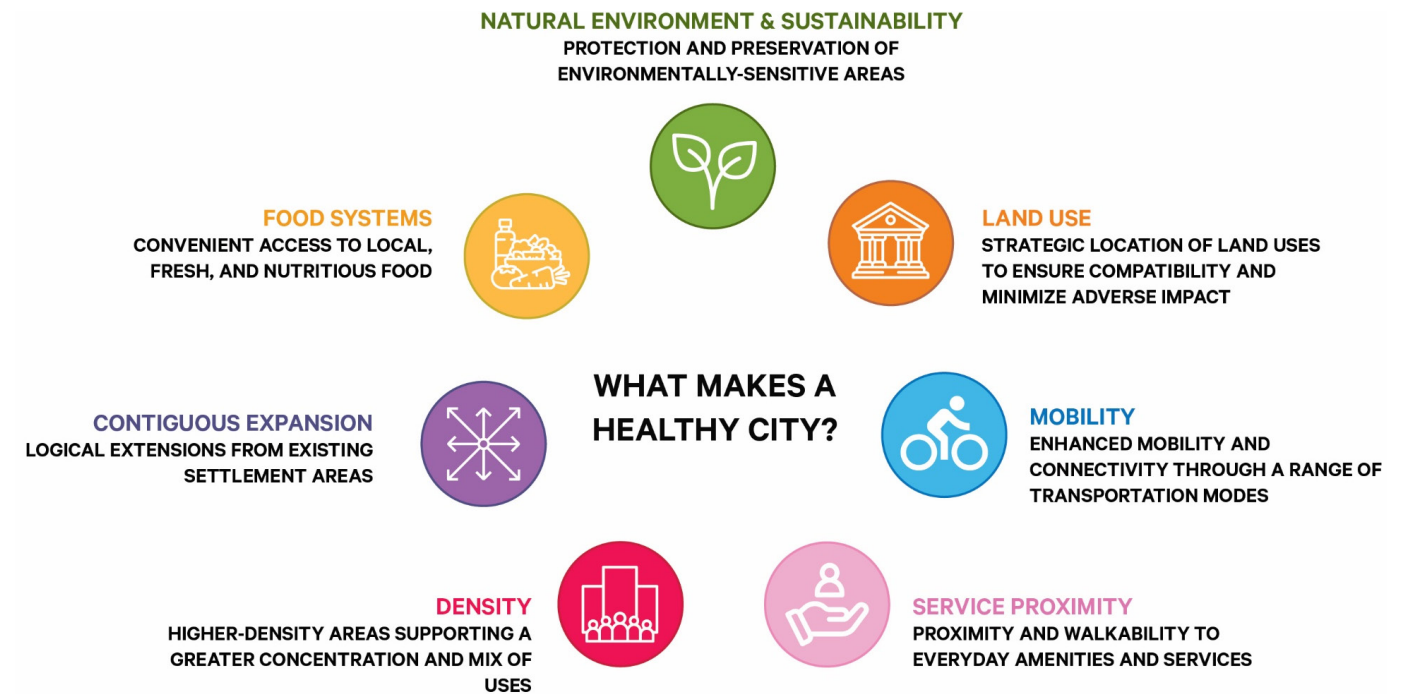 NATURAL ENVIRONMENT & SUSTAINABILITY
PROTECTION AND PRESERVATION OF
ENVIRONMENTALLY-SENSITIVE AREAS
FOOD SYSTEMS
CONVENIENT ACCESS TO LOCAL,
FRESH, AND NUTRITIOUS FOOD
LAND USE
STRATEGIC LOCATION OF LAND USES
TO ENSURE COMPATIBILITY AND
MINIMIZE ADVERSE IMPACT
WHAT MAKES A
HEALTHY CITY?
CONTIGUOUS EXPANSION
LOGICAL EXTENSIONS FROM EXISTING
SETTLEMENT AREAS
MOBILITY
ENHANCED MOBILITY AND
CONNECTIVITY THROUGH A RANGE OF
TRANSPORTATION MODES
DENSITY
HIGHER-DENSITY AREAS SUPPORTING A
GREATER CONCENTRATION AND MIX OF
USES
SERVICE PROXIMITY
PROXIMITY AND WALKABILITY TO
EVERYDAY AMENITIES AND SERVICES